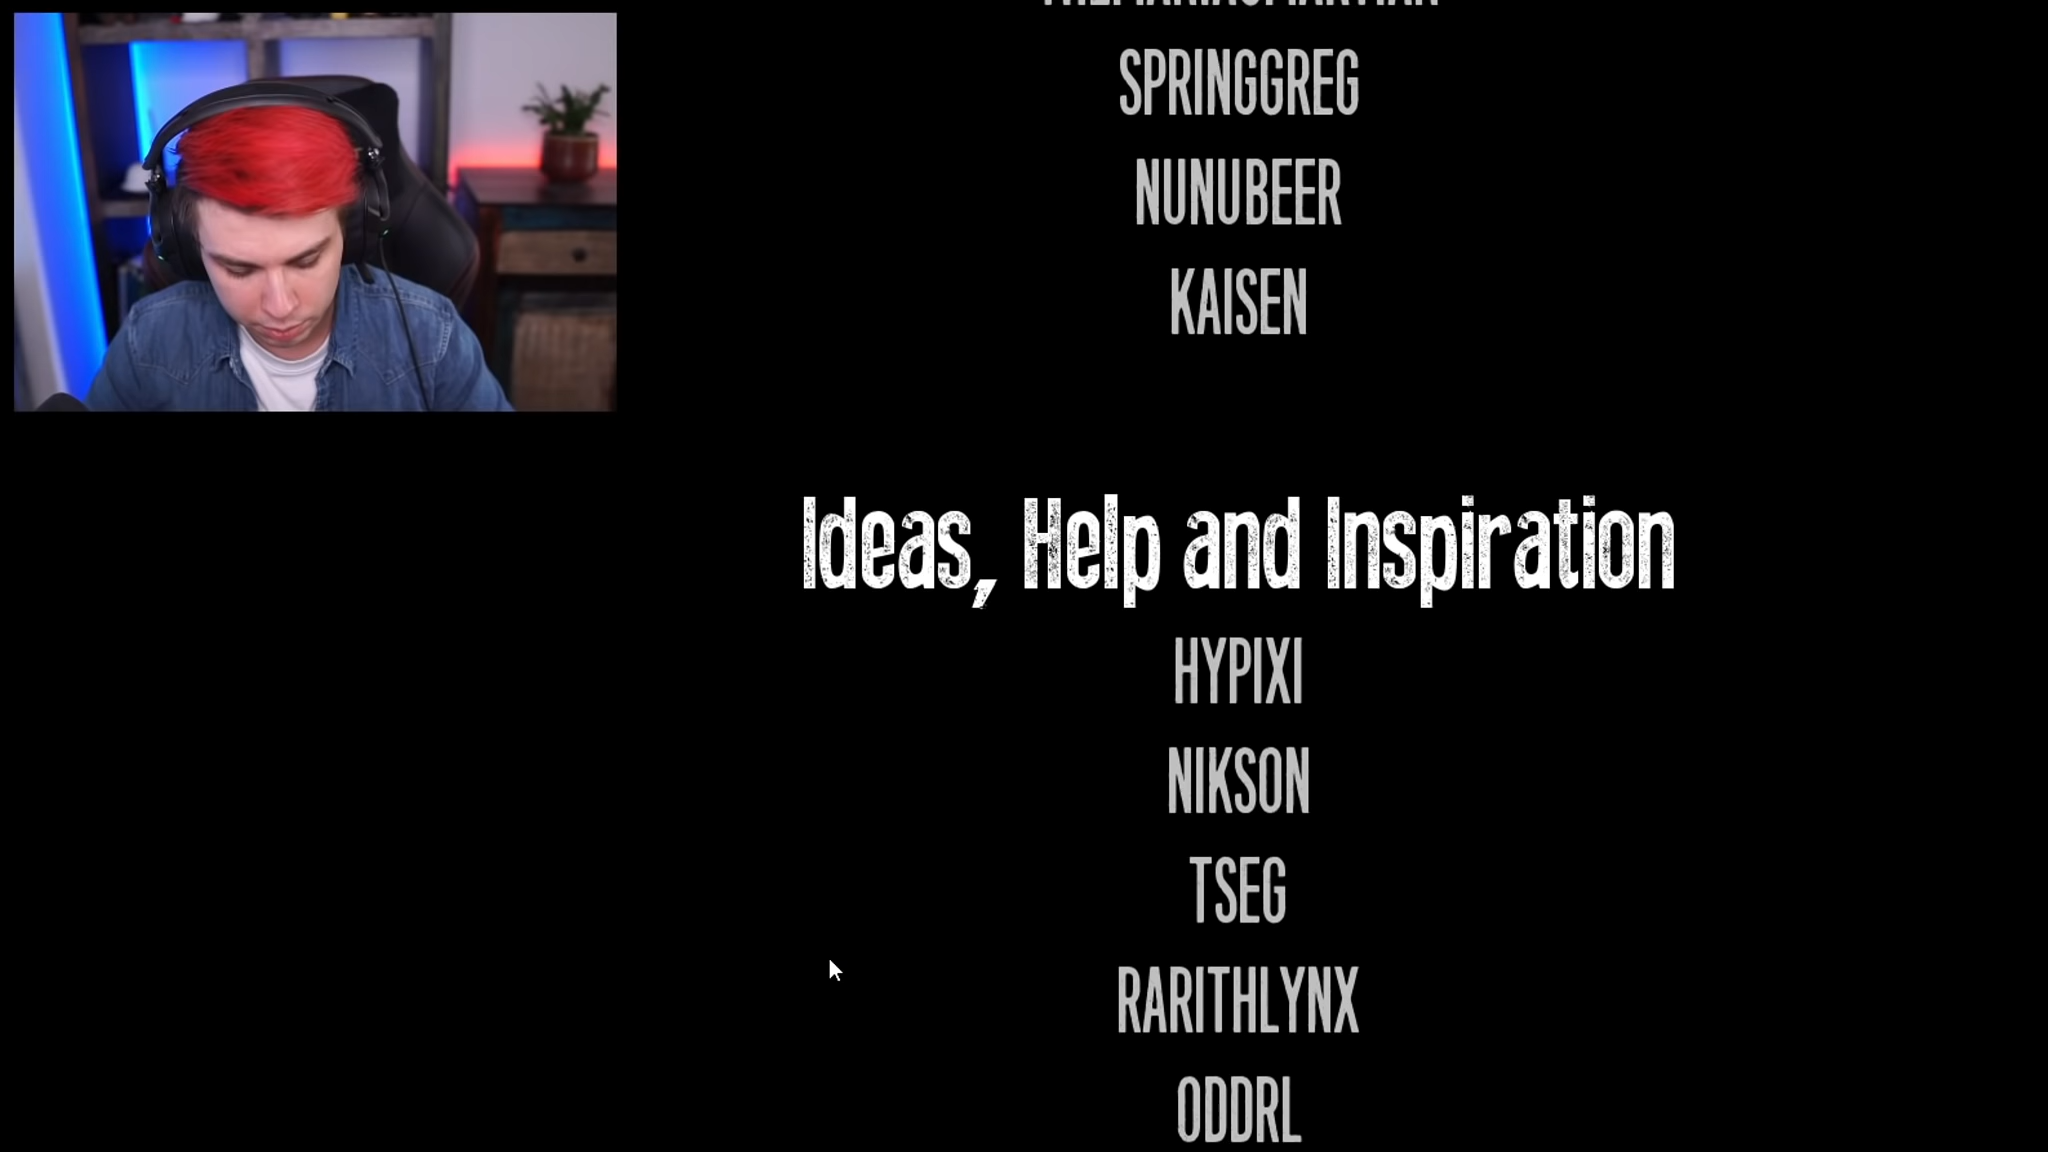 SPRINGGREG
NUNUBEER
KAISEN
Ideas, Help and Inspiration
HYPIXI
NIKSON
TSEG
RARITHLYNX
ODDRL